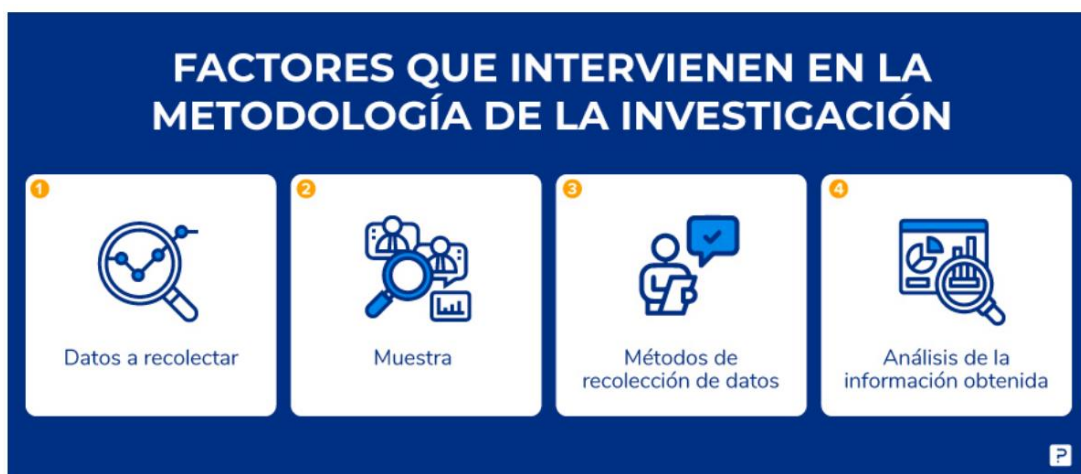 FACTORES QUE INTERVIENEN EN LA
METODOLOGÍA DE LA INVESTIGACIÓN
1
Datos a recolectar
2
Muestra
3
Métodos de
recolección de datos
4
Análisis de la
información obtenida